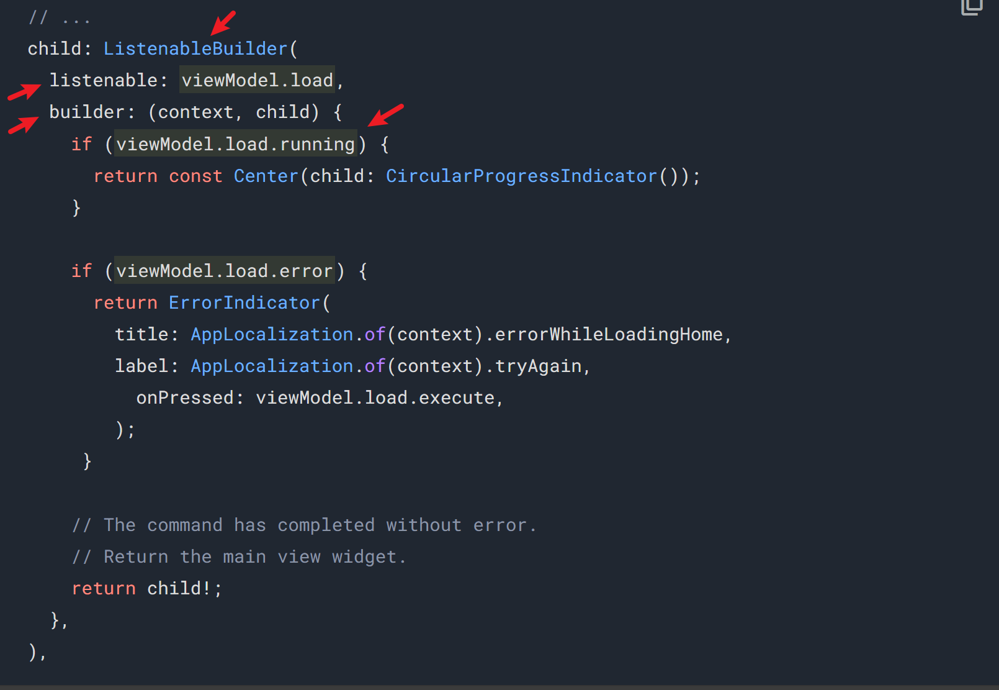 // ...
child: ListenableBuilder(
  listenable: viewModel.load,
  builder: (context, child) {
    if (viewModel.load.running) {
      return const Center(child: CircularProgressIndicator());
    }

    if (viewModel.load.error) {
      return ErrorIndicator(
        title: AppLocalization.of(context).errorWhileLoadingHome,
        label: AppLocalization.of(context).tryAgain,
          onPressed: viewModel.load.execute,
        );
     }

    // The command has completed without error.
    // Return the main view widget.
    return child!;
  },
),